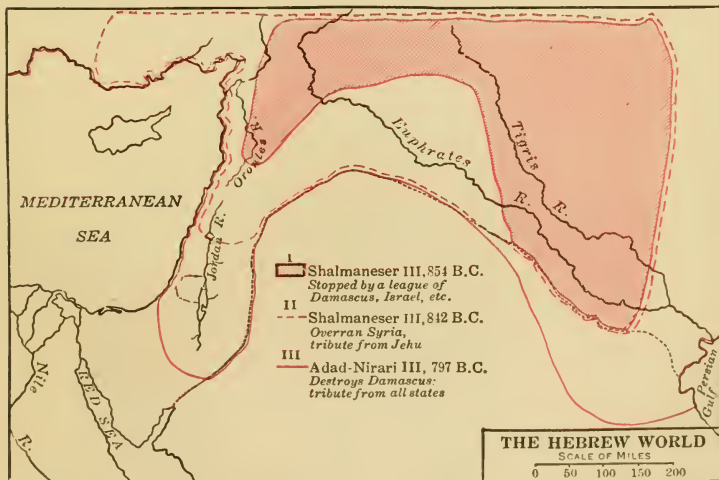 MEDITERRANEAN
SEA
Orontes
R.
Euphrates
R.
Tigris
R.
Jordan R.
Nile
R.
RED SEA
Persian
Gulf
I
Shalmaneser III, 854 B.C.
Stopped by a league of
Damascus, Israel, etc.
II
Shalmaneser III, 842 B.C.
Overran Syria,
tribute from Jehu
III
Adad-Nirari III, 797 B.C.
Destroys Damascus:
tribute from all states
THE HEBREW WORLD
SCALE OF MILES
0 50 100 150 200